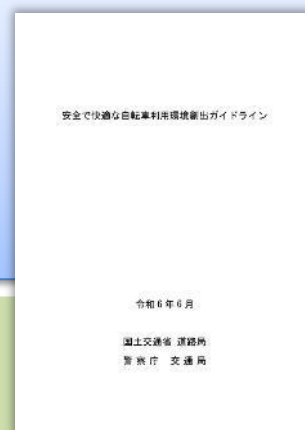 安全で快適な自転車利用環境創出ガイドライン
令和6年6月
国土交通省 道路局
警察庁 交通局